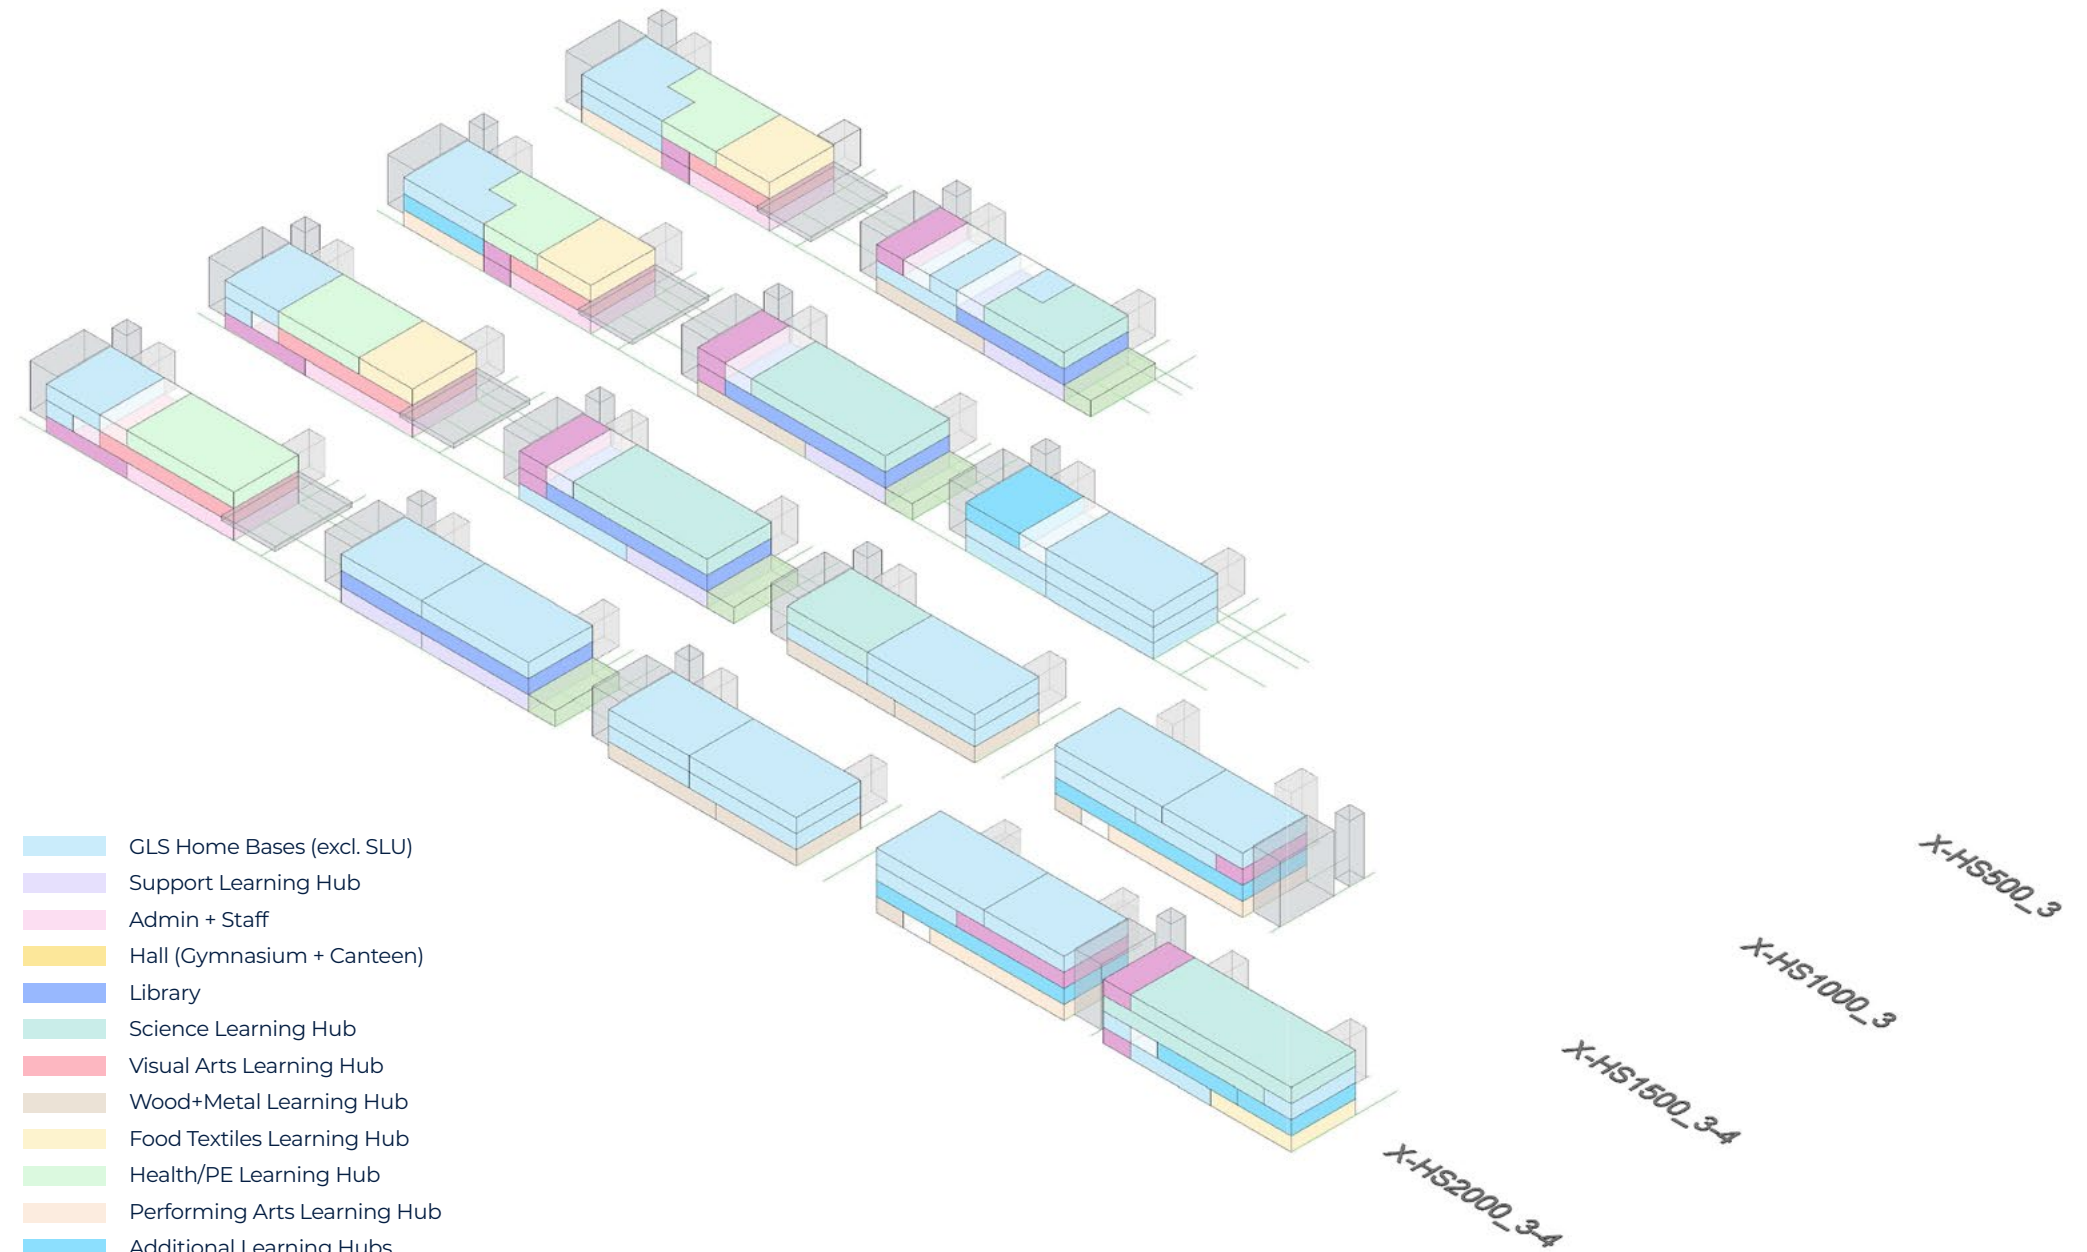 GLS Home Bases (excl. SLU)
Support Learning Hub
Admin + Staff
Hall (Gymnasium + Canteen)
Library
Science Learning Hub
Visual Arts Learning Hub
Wood+Metal Learning Hub
Food Textiles Learning Hub
Health/PE Learning Hub
Performing Arts Learning Hub
Additional Learning Hubs
X-HS500_3
X-HS1000_3
X-HS1500_3-4
X-HS2000_3-4